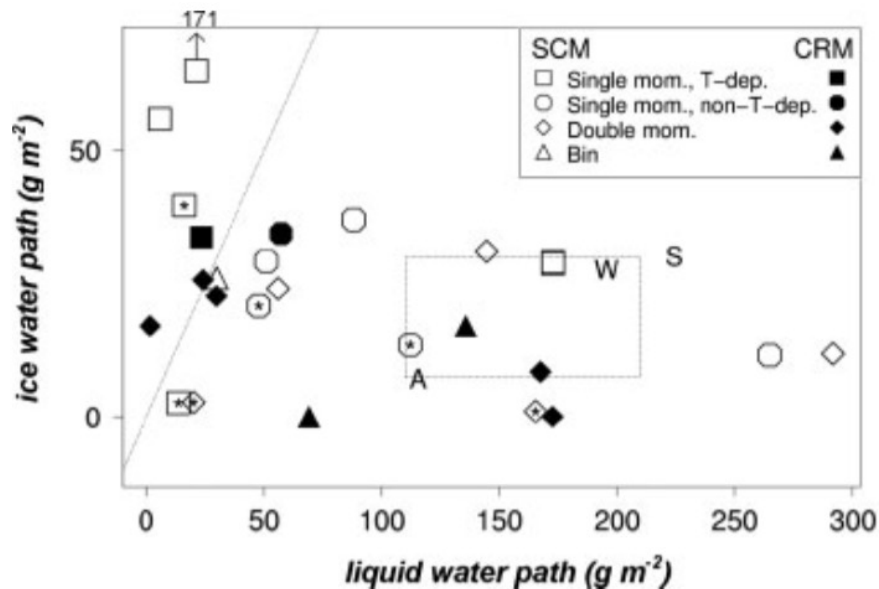 171
SCM CRM
Single mom., T-dep.
Single mom., non-T-dep.
Double mom.
Bin
50
0
ice water path (g m⁻²)
S
W
A
0 50 100 150 200 250 300
liquid water path (g m⁻²)